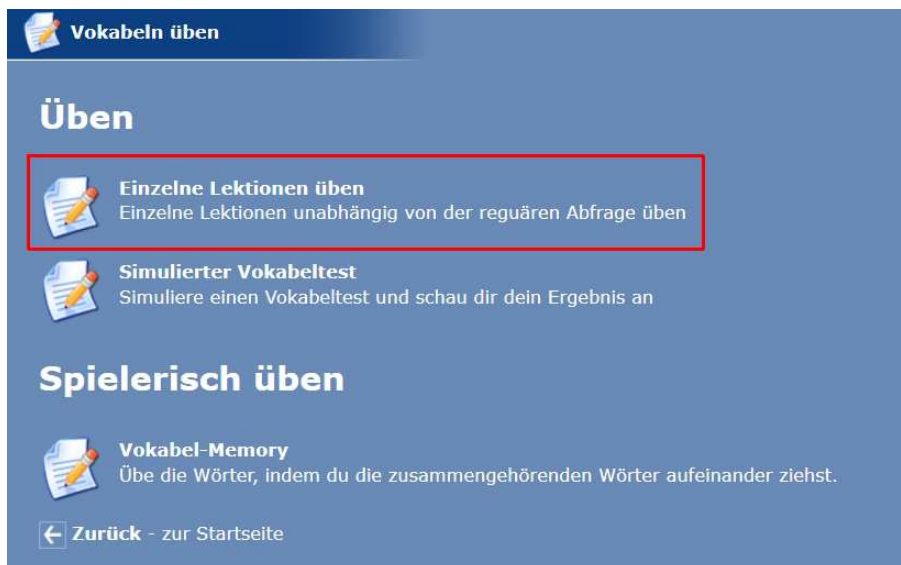 Vokabeln üben
Üben
Einzelne Lektionen üben
Einzelne Lektionen unabhängig von der reguären Abfrage üben
Simulierter Vokabeltest
Simuliere einen Vokabeltest und schau dir dein Ergebnis an
Spielerisch üben
Vokabel-Memory
Übe die Wörter, indem du die zusammengehörenden Wörter aufeinander ziehst.
Zurück - zur Startseite